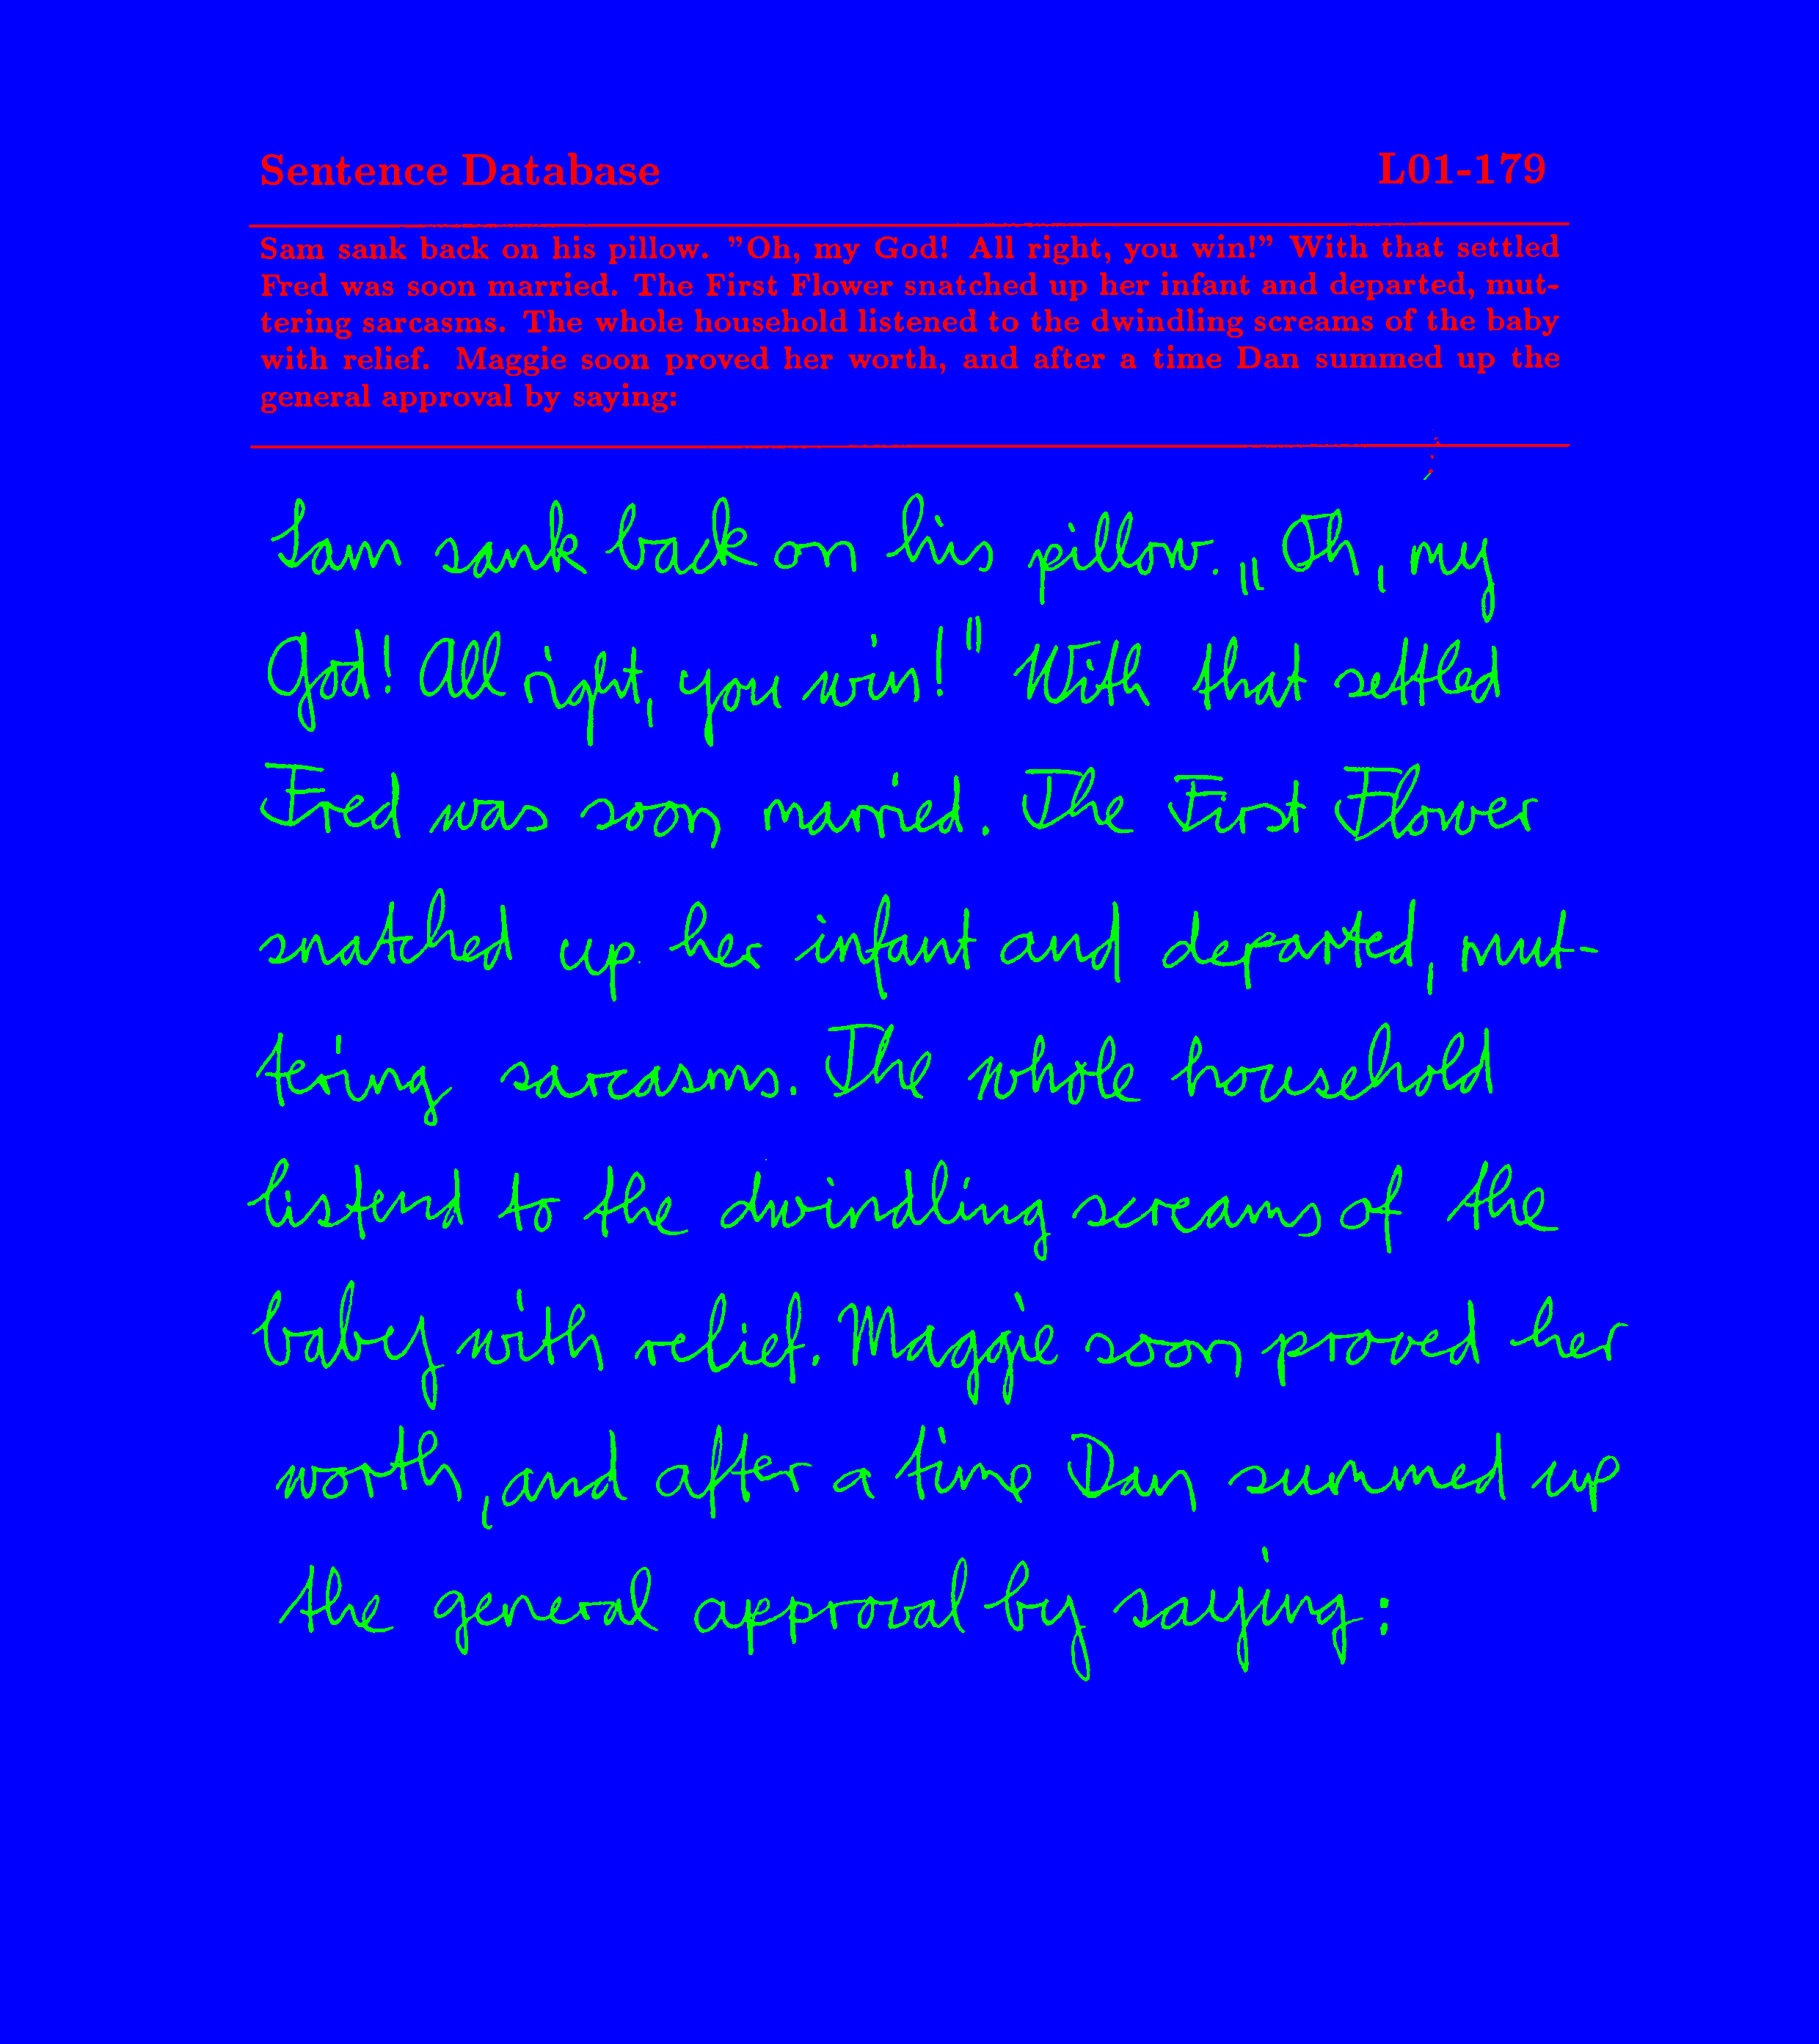 Sentence Database L01-179
Sam sank back on his pillow. ”Oh, my God! All right, you win!” With that settled
Fred was soon married. The First Flower snatched up her infant and departed, mut-
tering sarcasms. The whole household listened to the dwindling screams of the baby
with relief. Maggie soon proved her worth, and after a time Dan summed up the
general approval by saying:
Sam sank back on his pillow. „Oh, my
God! All right, you win!" With that settled
Fred was soon married. The First Flower
snatched up her infant and departed, mut-
tering sarcasms. The whole household
listend to the dwindling screams of the
baby with relief. Maggie soon proved her
worth, and after a time Dan summed up
the general approval by saying: